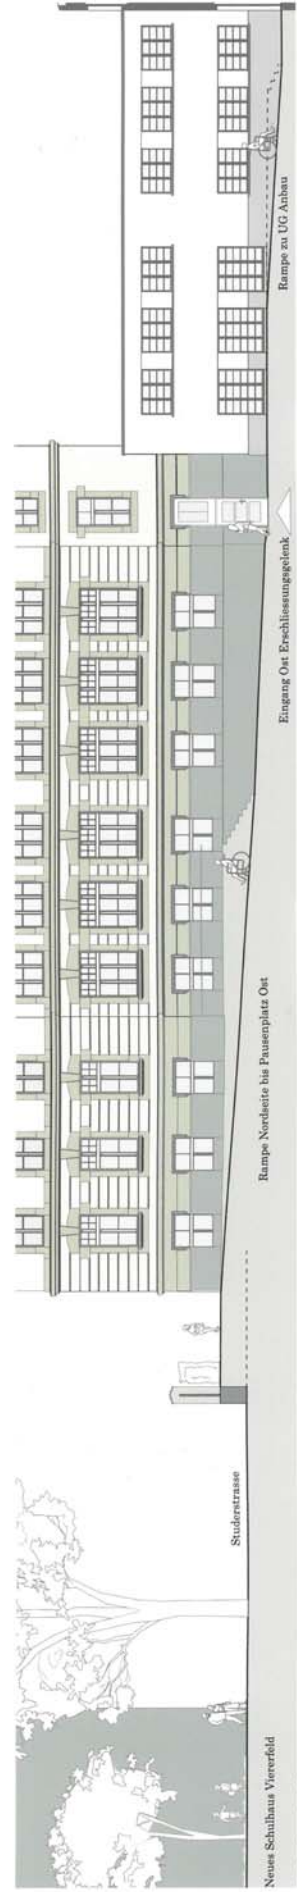 Neues Schulhaus Viererfeld
Studerstrasse
Rampe Nordseite bis Pausenplatz Ost
Eingang Ost Erschliessungsgelenk
Rampe zu UG Anbau